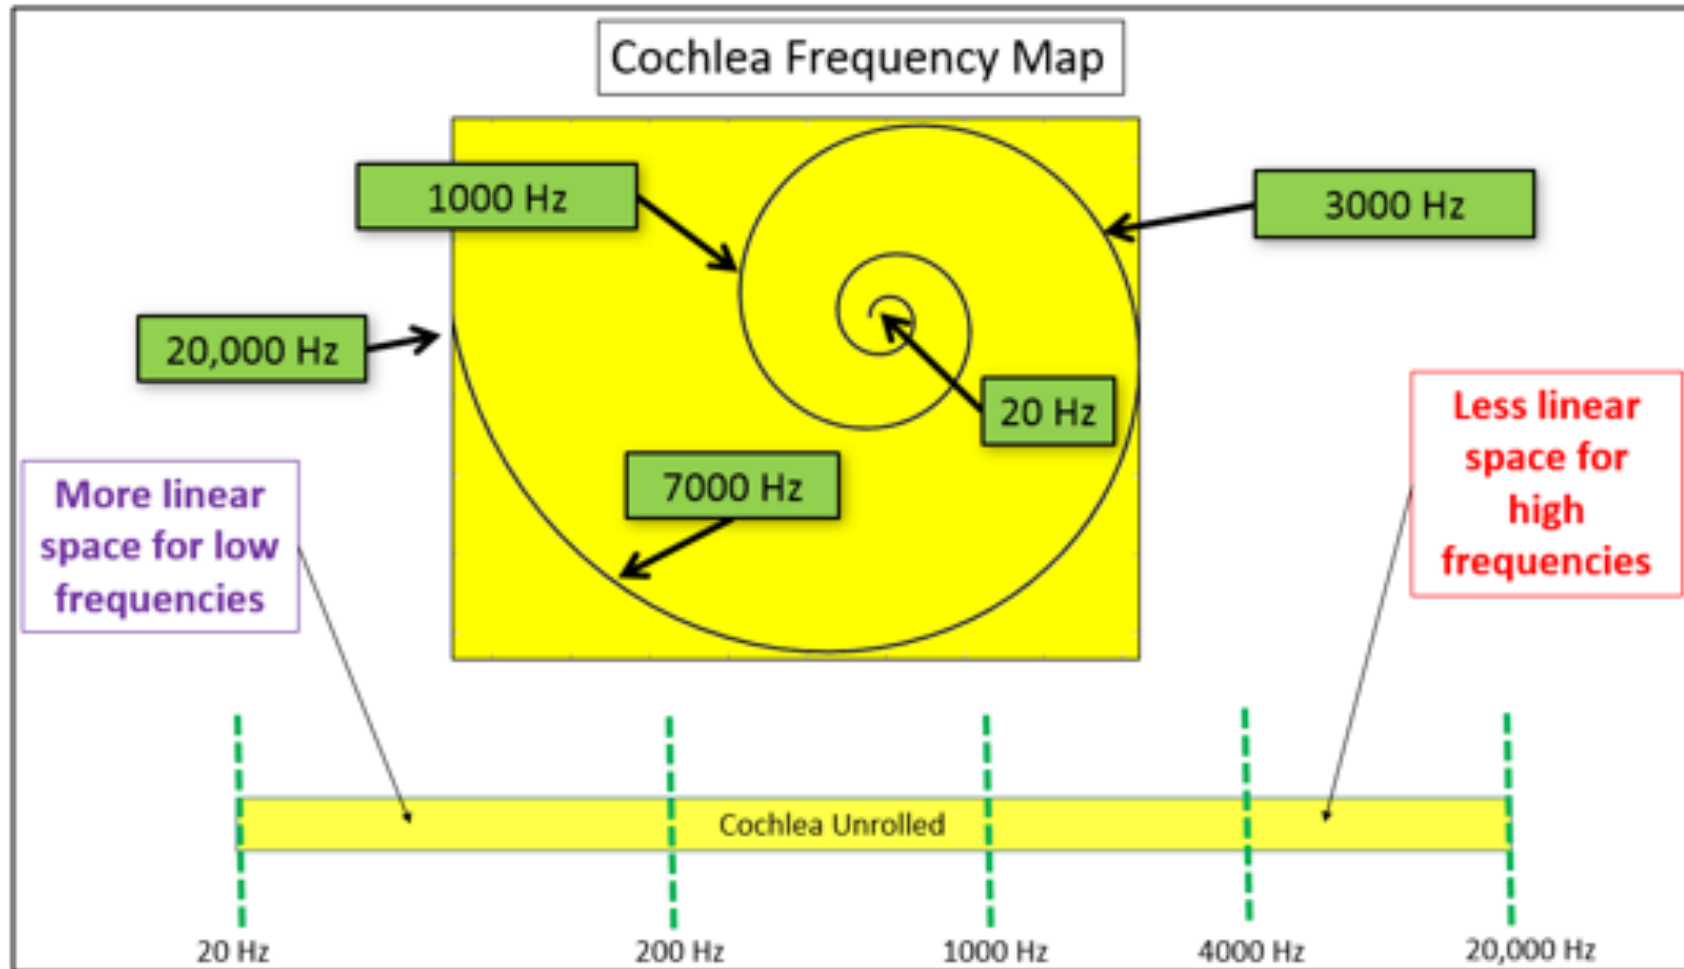 Cochlea Frequency Map
1000 Hz
3000 Hz
20,000 Hz
20 Hz
7000 Hz
More linear
space for low
frequencies
Less linear
space for
high
frequencies
Cochlea Unrolled
20 Hz
200 Hz
1000 Hz
4000 Hz
20,000 Hz